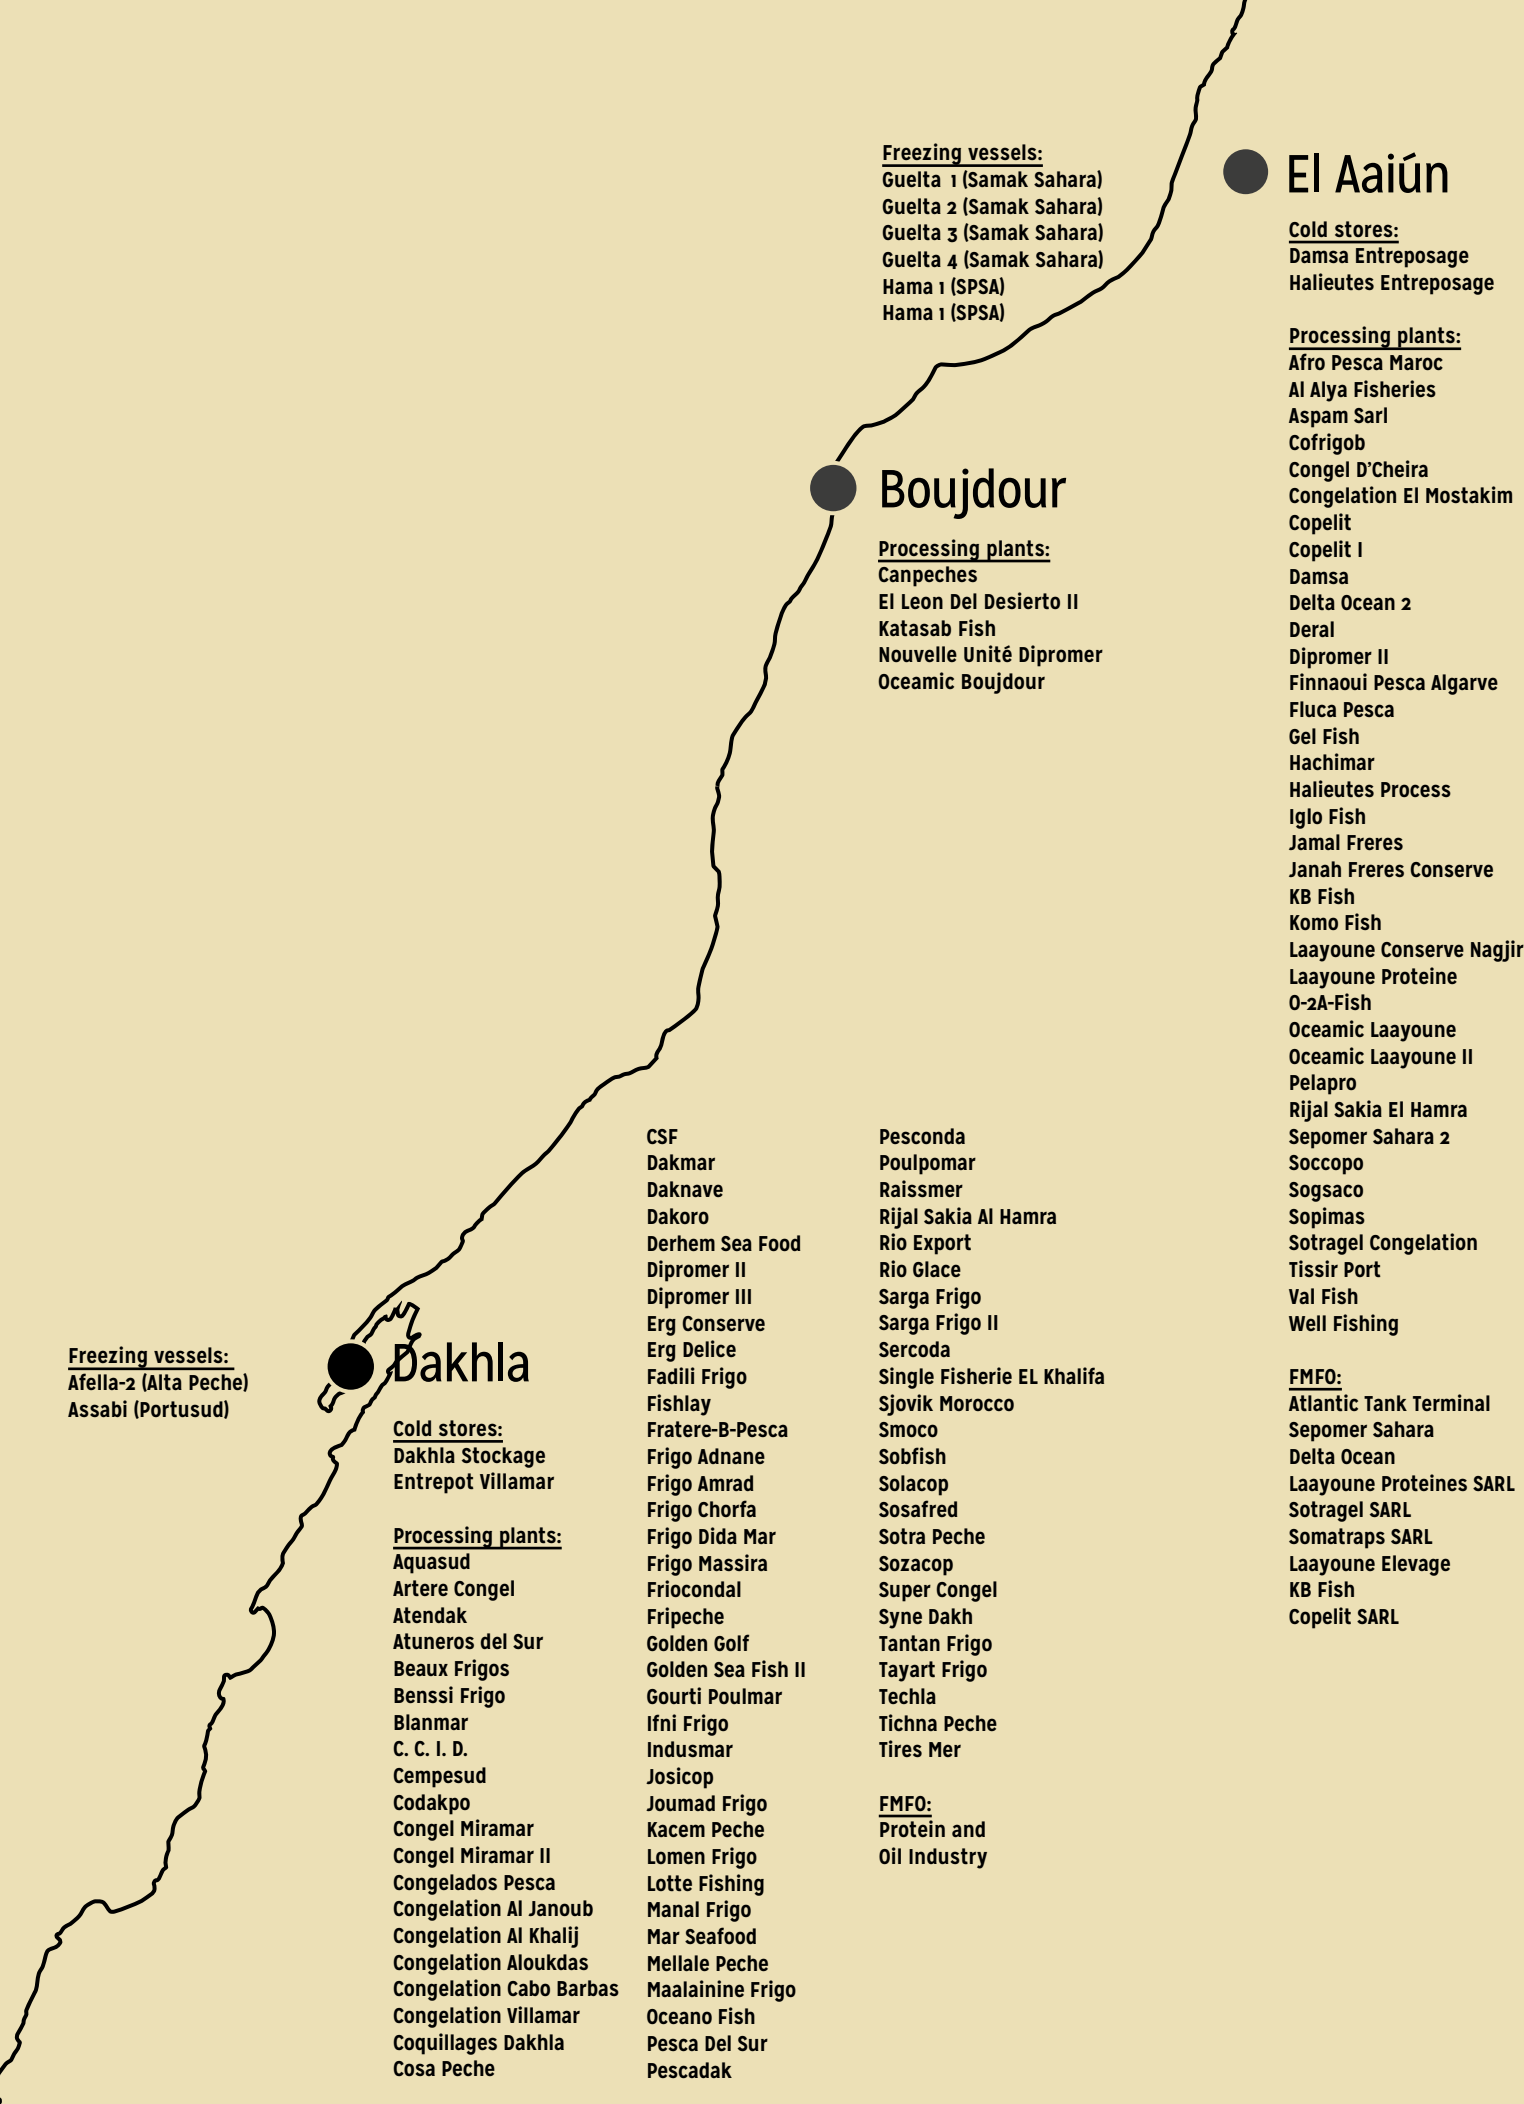 Freezing vessels:
Guelta 1 (Samak Sahara)
Guelta 2 (Samak Sahara)
Guelta 3 (Samak Sahara)
Guelta 4 (Samak Sahara)
Hama 1 (SPSA)
Hama 1 (SPSA)
El Aaiún
Cold stores:
Damsa Entreposage
Halieutes Entreposage
Processing plants:
Afro Pesca Maroc
Al Alya Fisheries
Aspam Sarl
Cofrigob
Congel D’Cheira
Congelation El Mostakim
Copelit
Copelit I
Damsa
Delta Ocean 2
Deral
Dipromer II
Finnaoui Pesca Algarve
Fluca Pesca
Gel Fish
Hachimar
Halieutes Process
Iglo Fish
Jamal Freres
Janah Freres Conserve
KB Fish
Komo Fish
Laayoune Conserve Nagjir
Laayoune Proteine
O-2A-Fish
Oceamic Laayoune
Oceamic Laayoune II
Pelapro
Rijal Sakia El Hamra
Sepomer Sahara 2
Soccopo
Sogsaco
Sopimas
Sotragel Congelation
Tissir Port
Val Fish
Well Fishing
FMFO:
Atlantic Tank Terminal
Sepomer Sahara
Delta Ocean
Laayoune Proteines SARL
Sotragel SARL
Somatraps SARL
Laayoune Elevage
KB Fish
Copelit SARL
Boujdour
Processing plants:
Canpeches
El Leon Del Desierto II
Katasab Fish
Nouvelle Unité Dipromer
Oceamic Boujdour
Freezing vessels:
Afella-2 (Alta Peche)
Assabi (Portusud)
Dakhla
Cold stores:
Dakhla Stockage
Entrepot Villamar
Processing plants:
Aquasud
Artere Congel
Atendak
Atuneros del Sur
Beaux Frigos
Benssi Frigo
Blanmar
C. C. I. D.
Cempesud
Codakpo
Congel Miramar
Congel Miramar II
Congelados Pesca
Congelation Al Janoub
Congelation Al Khalij
Congelation Aloukdas
Congelation Cabo Barbas
Congelation Villamar
Coquillages Dakhla
Cosa Peche
CSF
Dakmar
Daknave
Dakoro
Derhem Sea Food
Dipromer II
Dipromer III
Erg Conserve
Erg Delice
Fadili Frigo
Fishlay
Fratere-B-Pesca
Frigo Adnane
Frigo Amrad
Frigo Chorfa
Frigo Dida Mar
Frigo Massira
Friocondal
Fripeche
Golden Golf
Golden Sea Fish II
Gourti Poulmar
Ifni Frigo
Indusmar
Josicop
Joumad Frigo
Kacem Peche
Lomen Frigo
Lotte Fishing
Manal Frigo
Mar Seafood
Mellale Peche
Maalainine Frigo
Oceano Fish
Pesca Del Sur
Pescadak
Pesconda
Poulpomar
Raissmer
Rijal Sakia Al Hamra
Rio Export
Rio Glace
Sarga Frigo
Sarga Frigo II
Sercoda
Single Fisherie EL Khalifa
Sjovik Morocco
Smoco
Sobfish
Solacop
Sosafred
Sotra Peche
Sozacop
Super Congel
Syne Dakh
Tantan Frigo
Tayart Frigo
Techla
Tichna Peche
Tires Mer
FMFO:
Protein and
Oil Industry